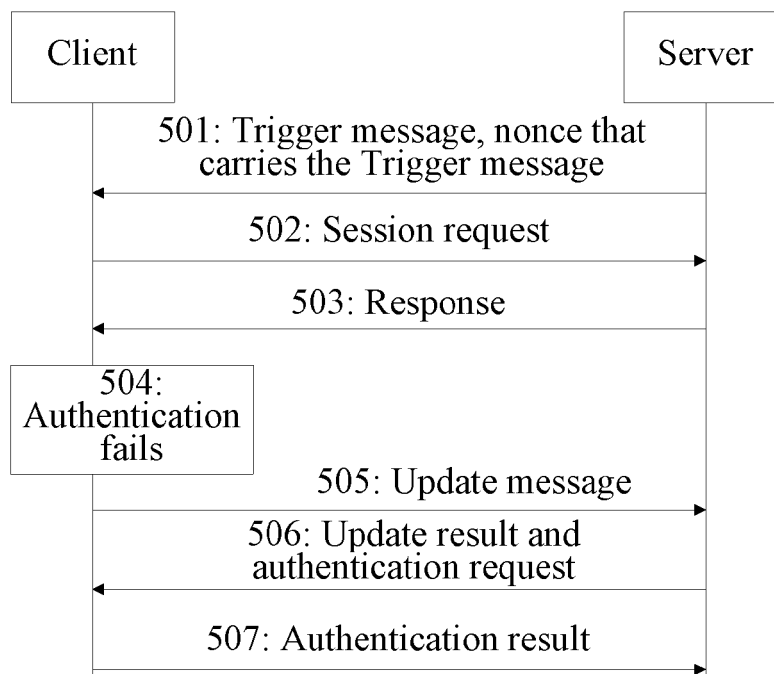 Client
Server
501: Trigger message, nonce that
carries the Trigger message
502: Session request
503: Response
504:
Authentication
fails
505: Update message
506: Update result and
authentication request
507: Authentication result